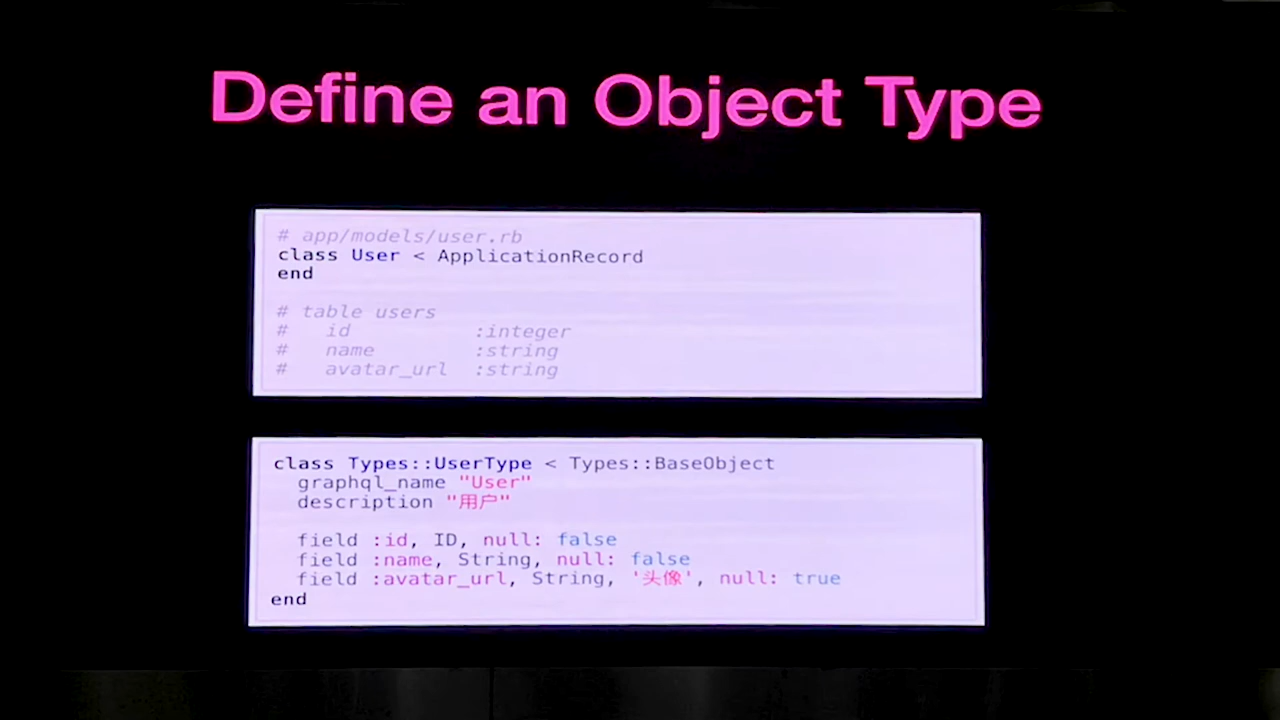 Define an Object Type
# app/models/user.rb
class User < ApplicationRecord
end
# table users
#   id          :integer
#   name        :string
#   avatar_url  :string
class Types::UserType < Types::BaseObject
  graphql_name "User"
  description "用户"
  field :id, ID, null: false
  field :name, String, null: false
  field :avatar_url, String, '头像', null: true
end